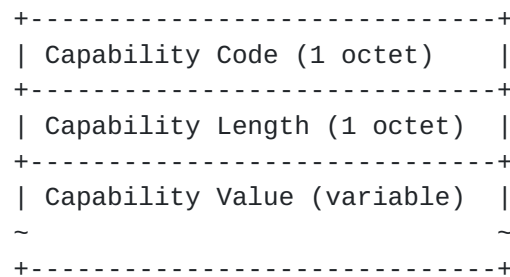 +------------------------------+
| Capability Code (1 octet)    |
+------------------------------+
| Capability Length (1 octet)  |
+------------------------------+
| Capability Value (variable)  |
~                              ~
+------------------------------+